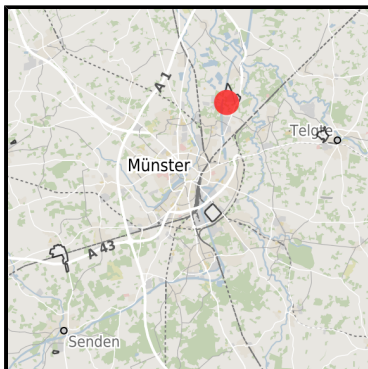 A 1
Telgte
Münster
A 43
Senden